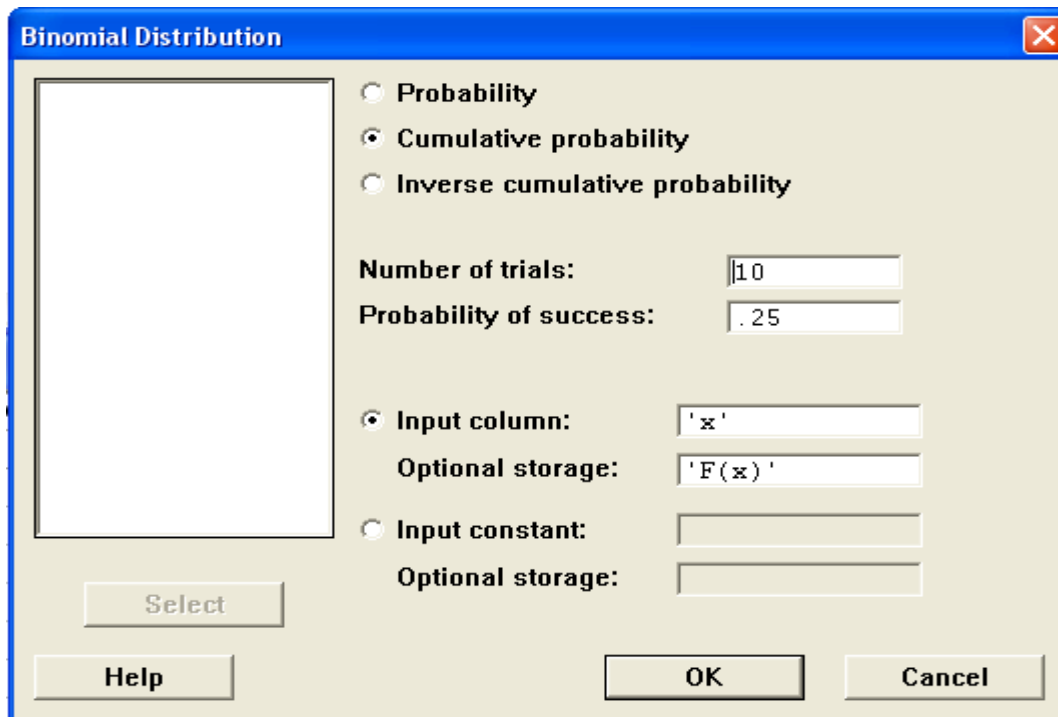 Binomial Distribution
Probability
Cumulative probability
Inverse cumulative probability
Number of trials: 10
Probability of success: .25
Input column: 'x'
Optional storage: 'F(x)'
Input constant:
Optional storage:
Select
Help OK Cancel